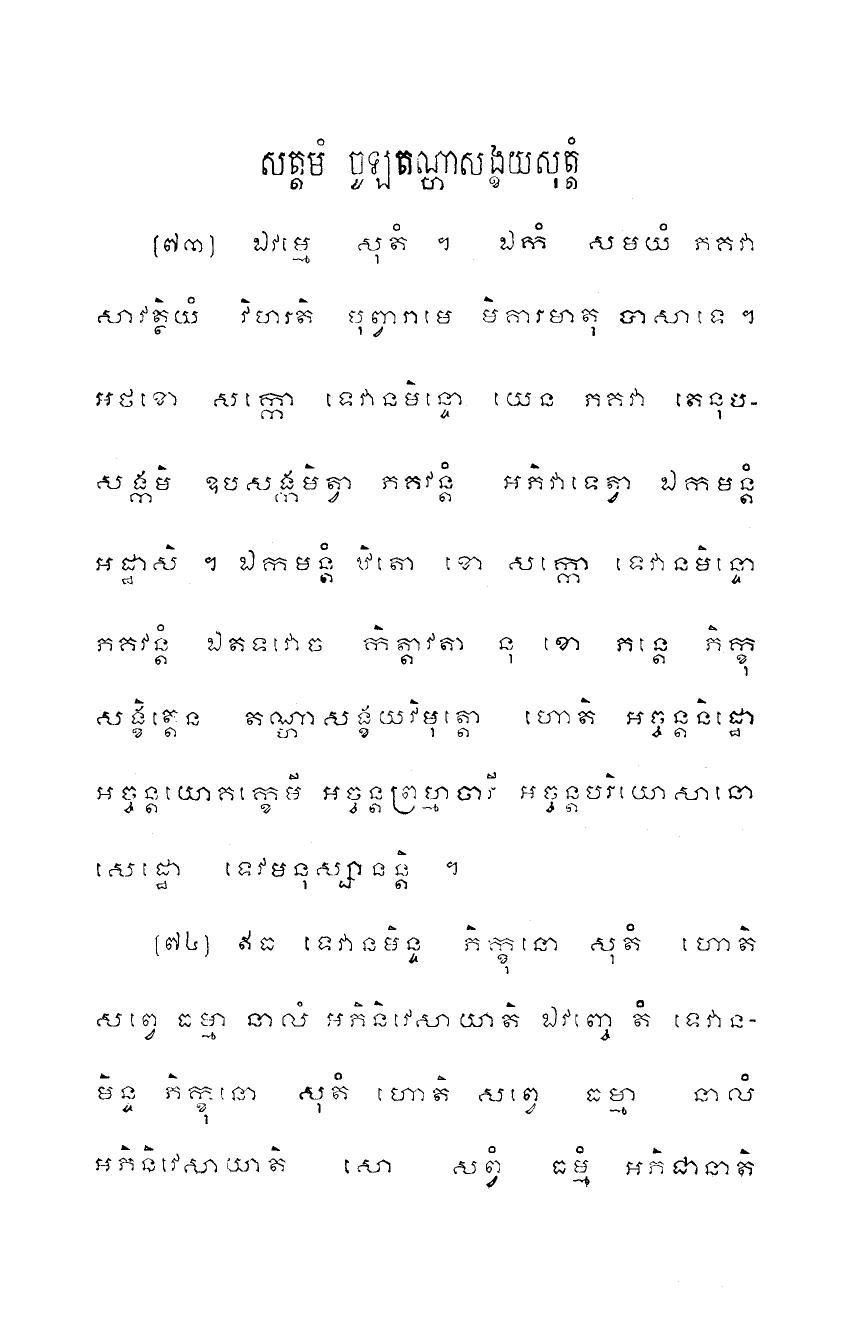 សត្តមំ ចូឡតណ្ហាសង្ខយសុត្តំ
[៧៣] ឯវម្មេ សុតំ ។ ឯកំ សមយំ ភគវា
សាវត្ថិយំ វិហរតិ បុព្វារាមេ មិគារមាតុ បាសាទេ ។
អថខោ សក្កោ ទេវានមិន្ទោ យេន ភគវា តេនុប-
សង្កមិ ឧបសង្កមិត្វា ភគវន្តំ អភិវាទេត្វា ឯកមន្តំ
អដ្ឋាសិ ។ ឯកមន្តំ ឋិតោ ខោ សក្កោ ទេវានមិន្ទោ
ភគវន្តំ ឯតទវោច កិត្តាវតា នុ ខោ ភន្តេ ភិក្ខុ
សង្ខិត្តេន តណ្ហាសង្ខយវិមុត្តោ ហោតិ អច្ចន្តនិដ្ឋោ
អច្ចន្តយោគក្ខេមី អច្ចន្តព្រហ្មចារី អច្ចន្តបរិយោសានោ
សេដ្ឋោ ទេវមនុស្សានន្តិ ។
[៧៤] ឥធ ទេវានមិន្ទ ភិក្ខុនោ សុតំ ហោតិ
សព្វេ ធម្មា នាលំ អភិនិវេសាយាតិ ឯវញ្ចេ តំ ទេវាន-
មិន្ទ ភិក្ខុនោ សុតំ ហោតិ សព្វេ ធម្មា នាលំ
អភិនិវេសាយាតិ សោ សព្វំ ធម្មំ អភិជានាតិ